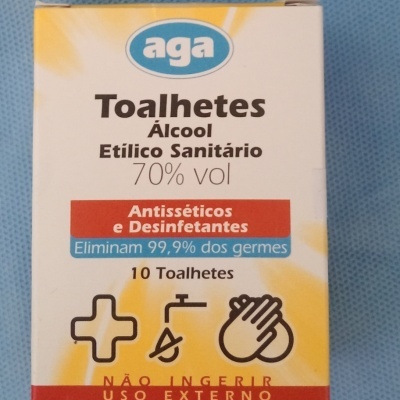 aga
Toalhetes
Álcool
Etílico Sanitário
70% vol
Antisséticos
e Desinfetantes
Eliminam 99,9% dos germes
10 Toalhetes
NÃO INGERIR
USO EXTERNO